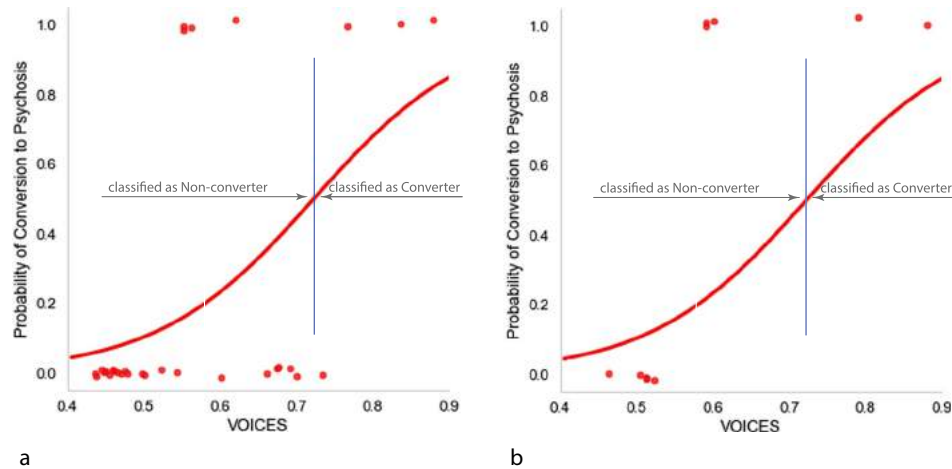 Probability of Conversion to Psychosis
1.0
0.8
0.6
0.4
0.2
0.0
classified as Non-converter
classified as Converter
0.4 0.5 0.6 0.7 0.8 0.9
VOICES
a
Probability of Conversion to Psychosis
1.0
0.8
0.6
0.4
0.2
0.0
classified as Non-converter
classified as Converter
0.4 0.5 0.6 0.7 0.8 0.9
VOICES
b